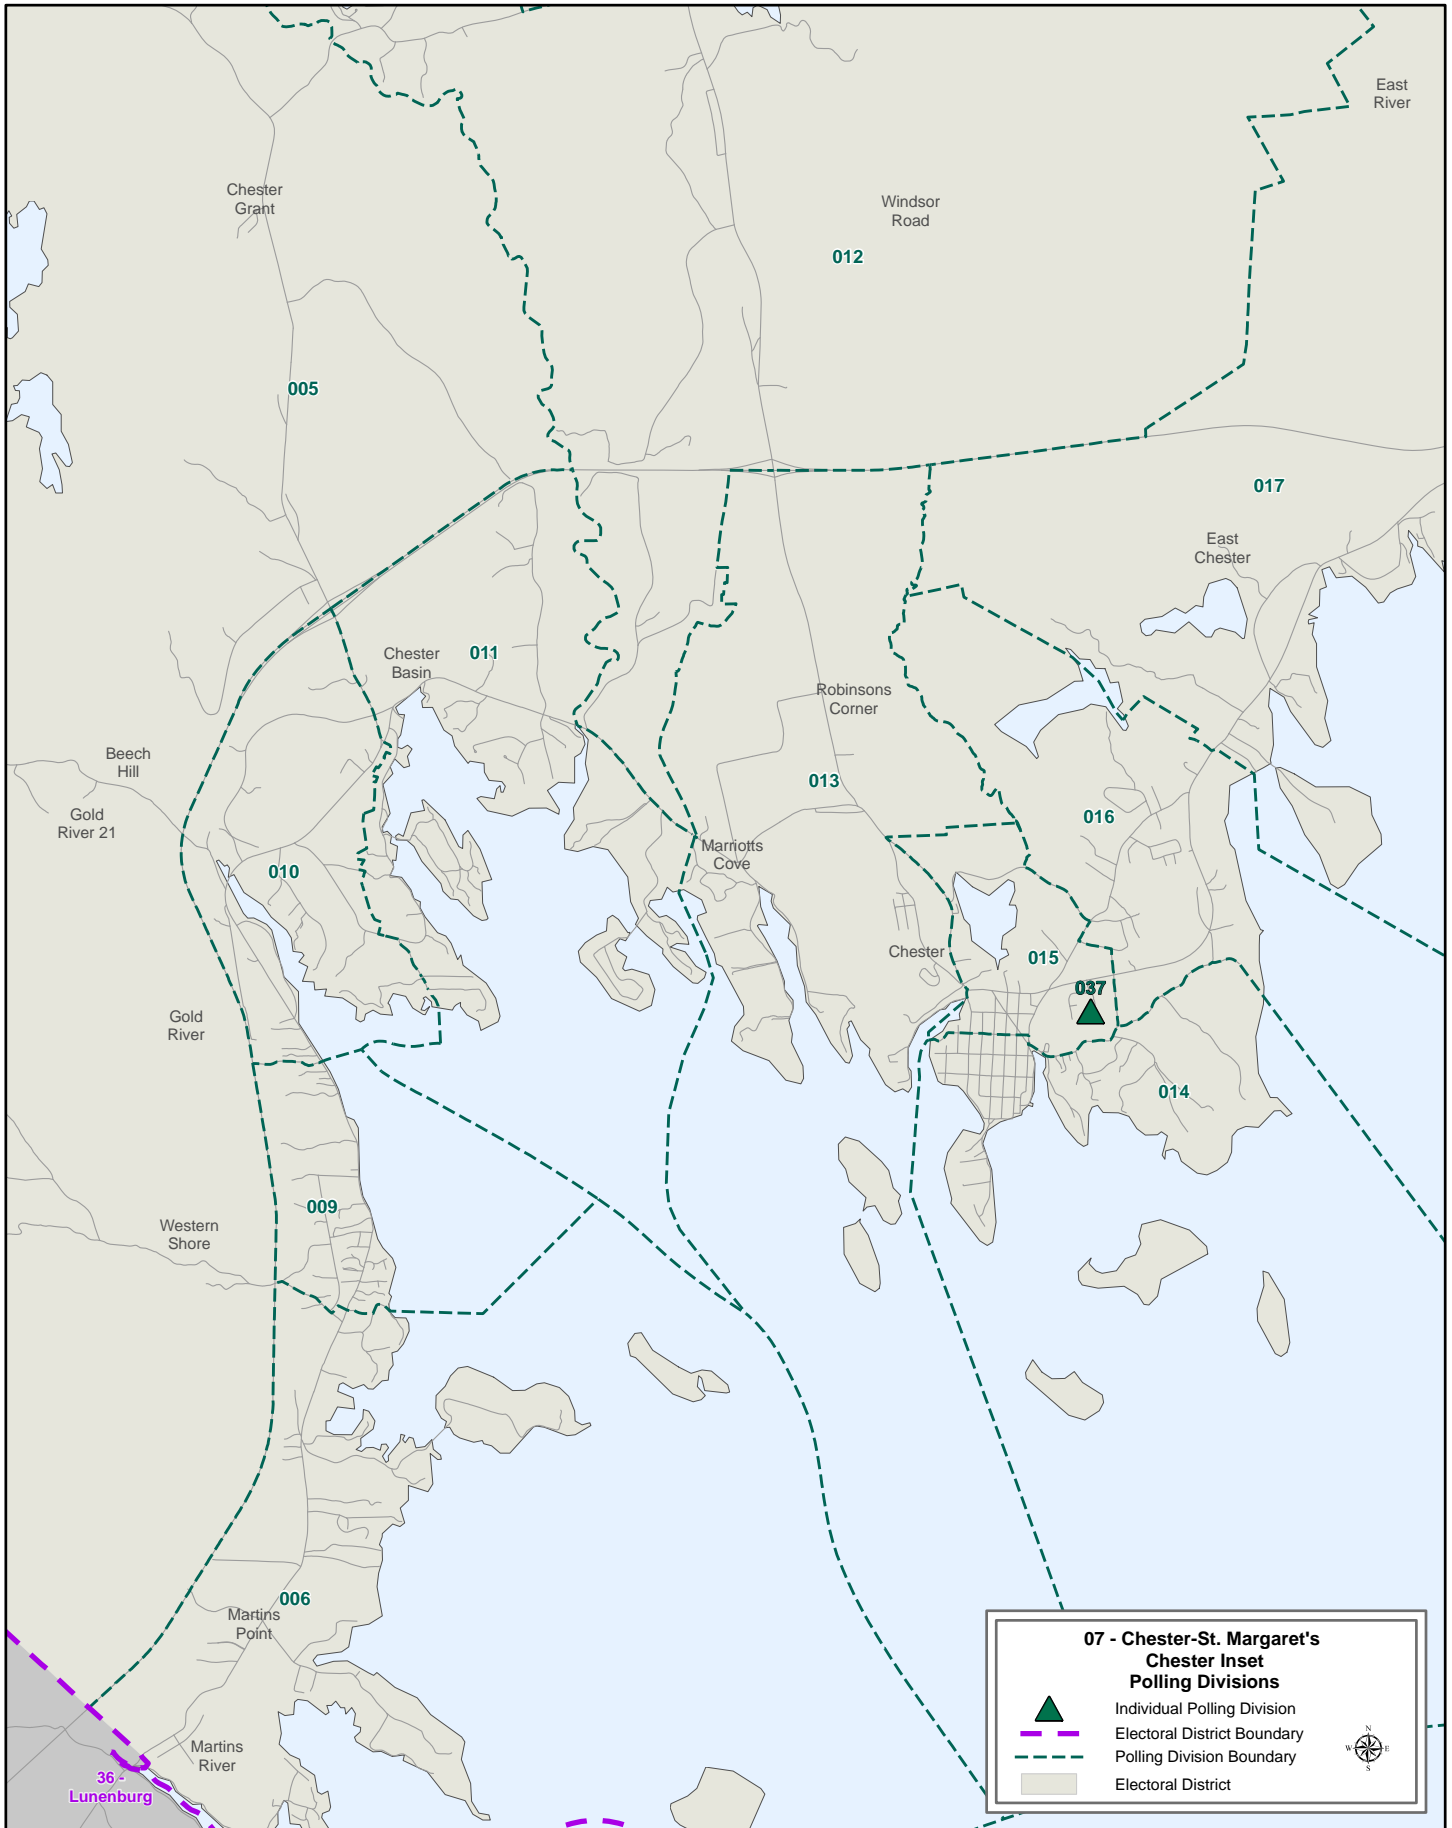 East
River
Chester
Grant
Windsor
Road
012
005
017
East
Chester
011
Chester
Basin
Robinsons
Corner
Beech
Hill
013
Gold
River 21
016
Marriotts
Cove
010
Chester
015
037
Gold
River
014
009
Western
Shore
006
Martins
Point
Martins
River
36 -
Lunenburg
07 - Chester-St. Margaret's
Chester Inset
Polling Divisions
Individual Polling Division
Electoral District Boundary
Polling Division Boundary
Electoral District
N
W E
S